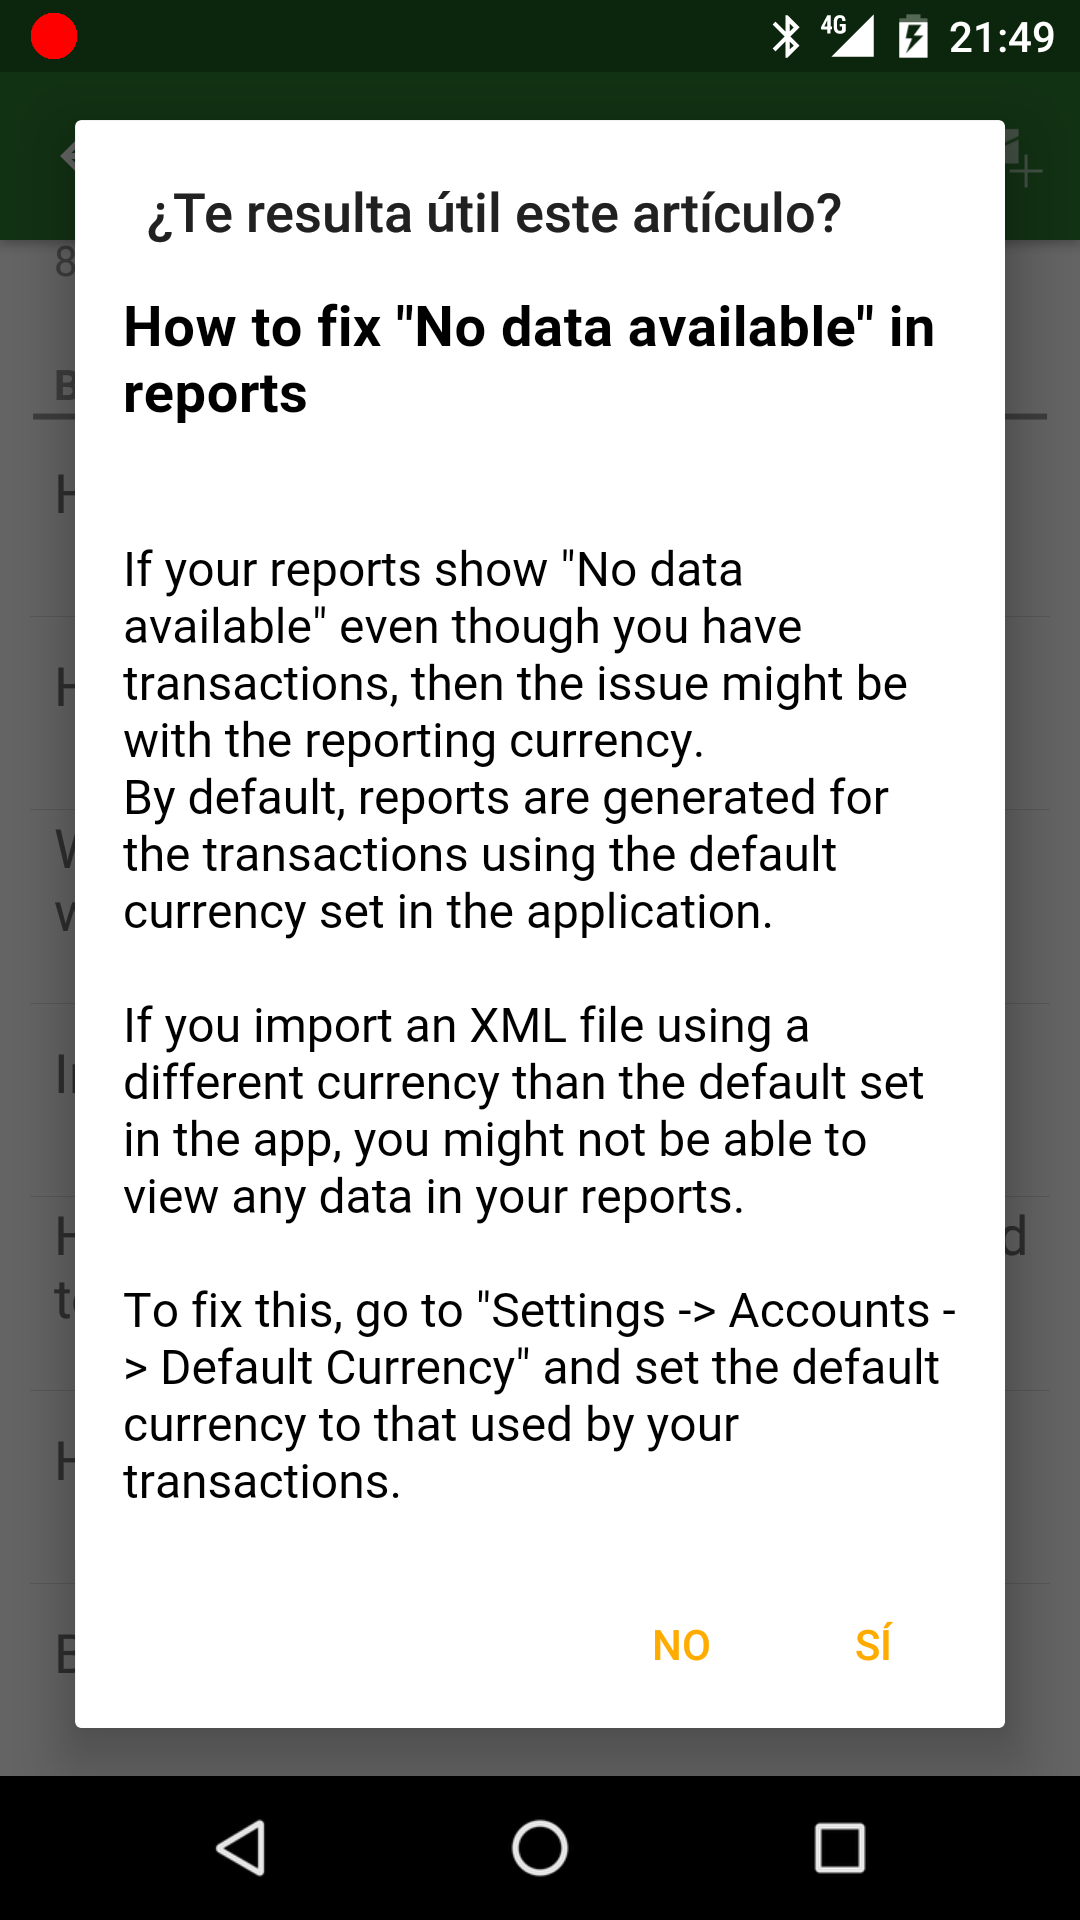 4G 21:49
¿Te resulta útil este artículo?
How to fix "No data available" in
reports
If your reports show "No data
available" even though you have
transactions, then the issue might be
with the reporting currency.
By default, reports are generated for
the transactions using the default
currency set in the application.
If you import an XML file using a
different currency than the default set
in the app, you might not be able to
view any data in your reports.
To fix this, go to "Settings -> Accounts -
> Default Currency" and set the default
currency to that used by your
transactions.
NO SÍ